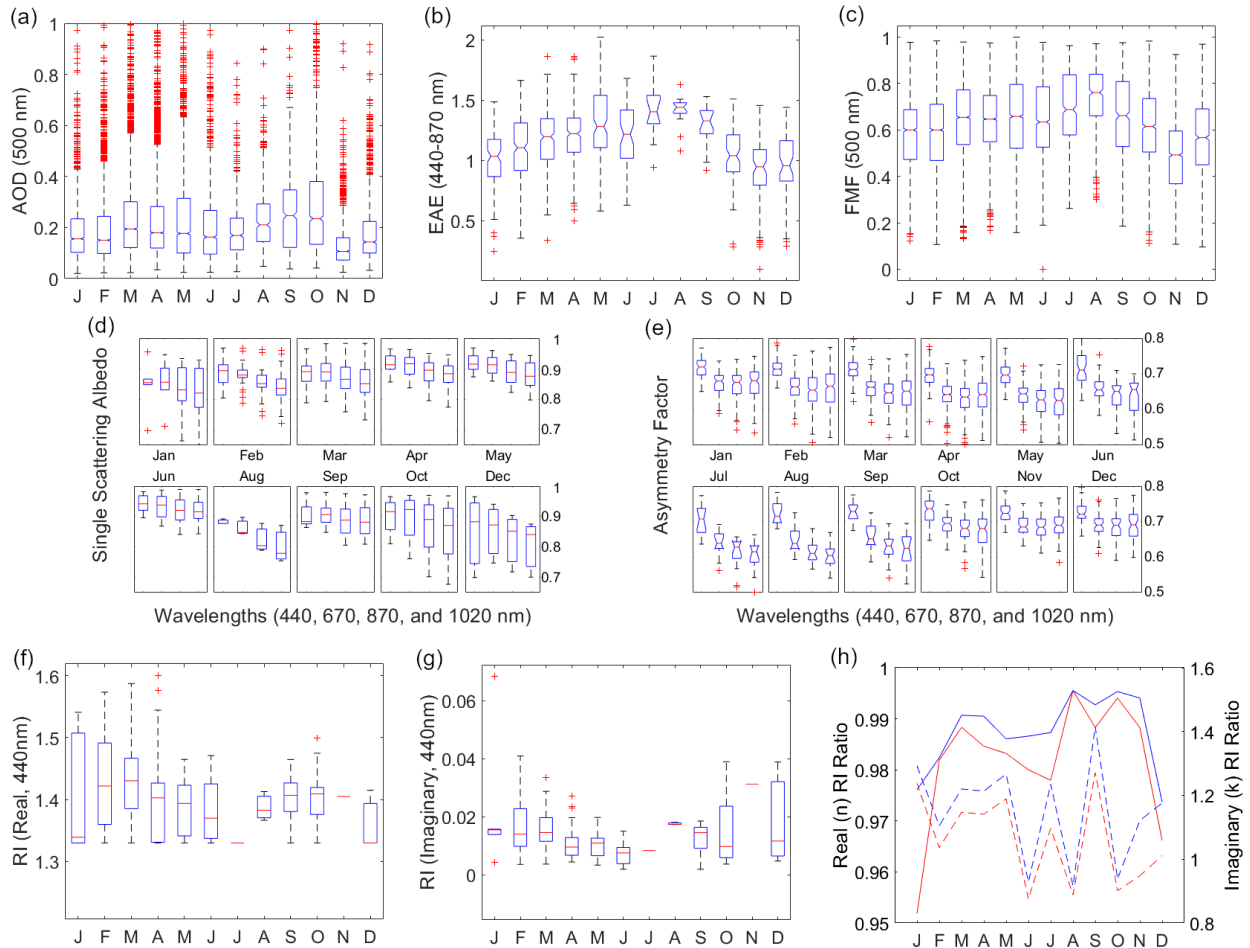 (a)
AOD (500 nm)
1
0.8
0.6
0.4
0.2
0
J F M A M J J A S O N D
(b)
EAE (440-870 nm)
2
1.5
1
0.5
J F M A M J J A S O N D
(c)
FMF (500 nm)
1
0.8
0.6
0.4
0.2
0
J F M A M J J A S O N D
(d)
Single Scattering Albedo
1
0.9
0.8
0.7
Jan Feb Mar Apr May
Jun Aug Sep Oct Dec
1
0.9
0.8
0.7
Wavelengths (440, 670, 870, and 1020 nm)
(e)
Asymmetry Factor
0.8
0.7
0.6
0.5
Jan Feb Mar Apr May Jun
Jul Aug Sep Oct Nov Dec
0.8
0.7
0.6
0.5
Wavelengths (440, 670, 870, and 1020 nm)
(f)
RI (Real, 440nm)
1.6
1.5
1.4
1.3
J F M A M J J A S O N D
(g)
RI (Imaginary, 440nm)
0.06
0.04
0.02
0
J F M A M J J A S O N D
(h)
Real (n) RI Ratio
1
0.99
0.98
0.97
0.96
0.95
J F M A M J J A S O N D
1.6
1.4
1.2
1
0.8
Imaginary (k) RI Ratio